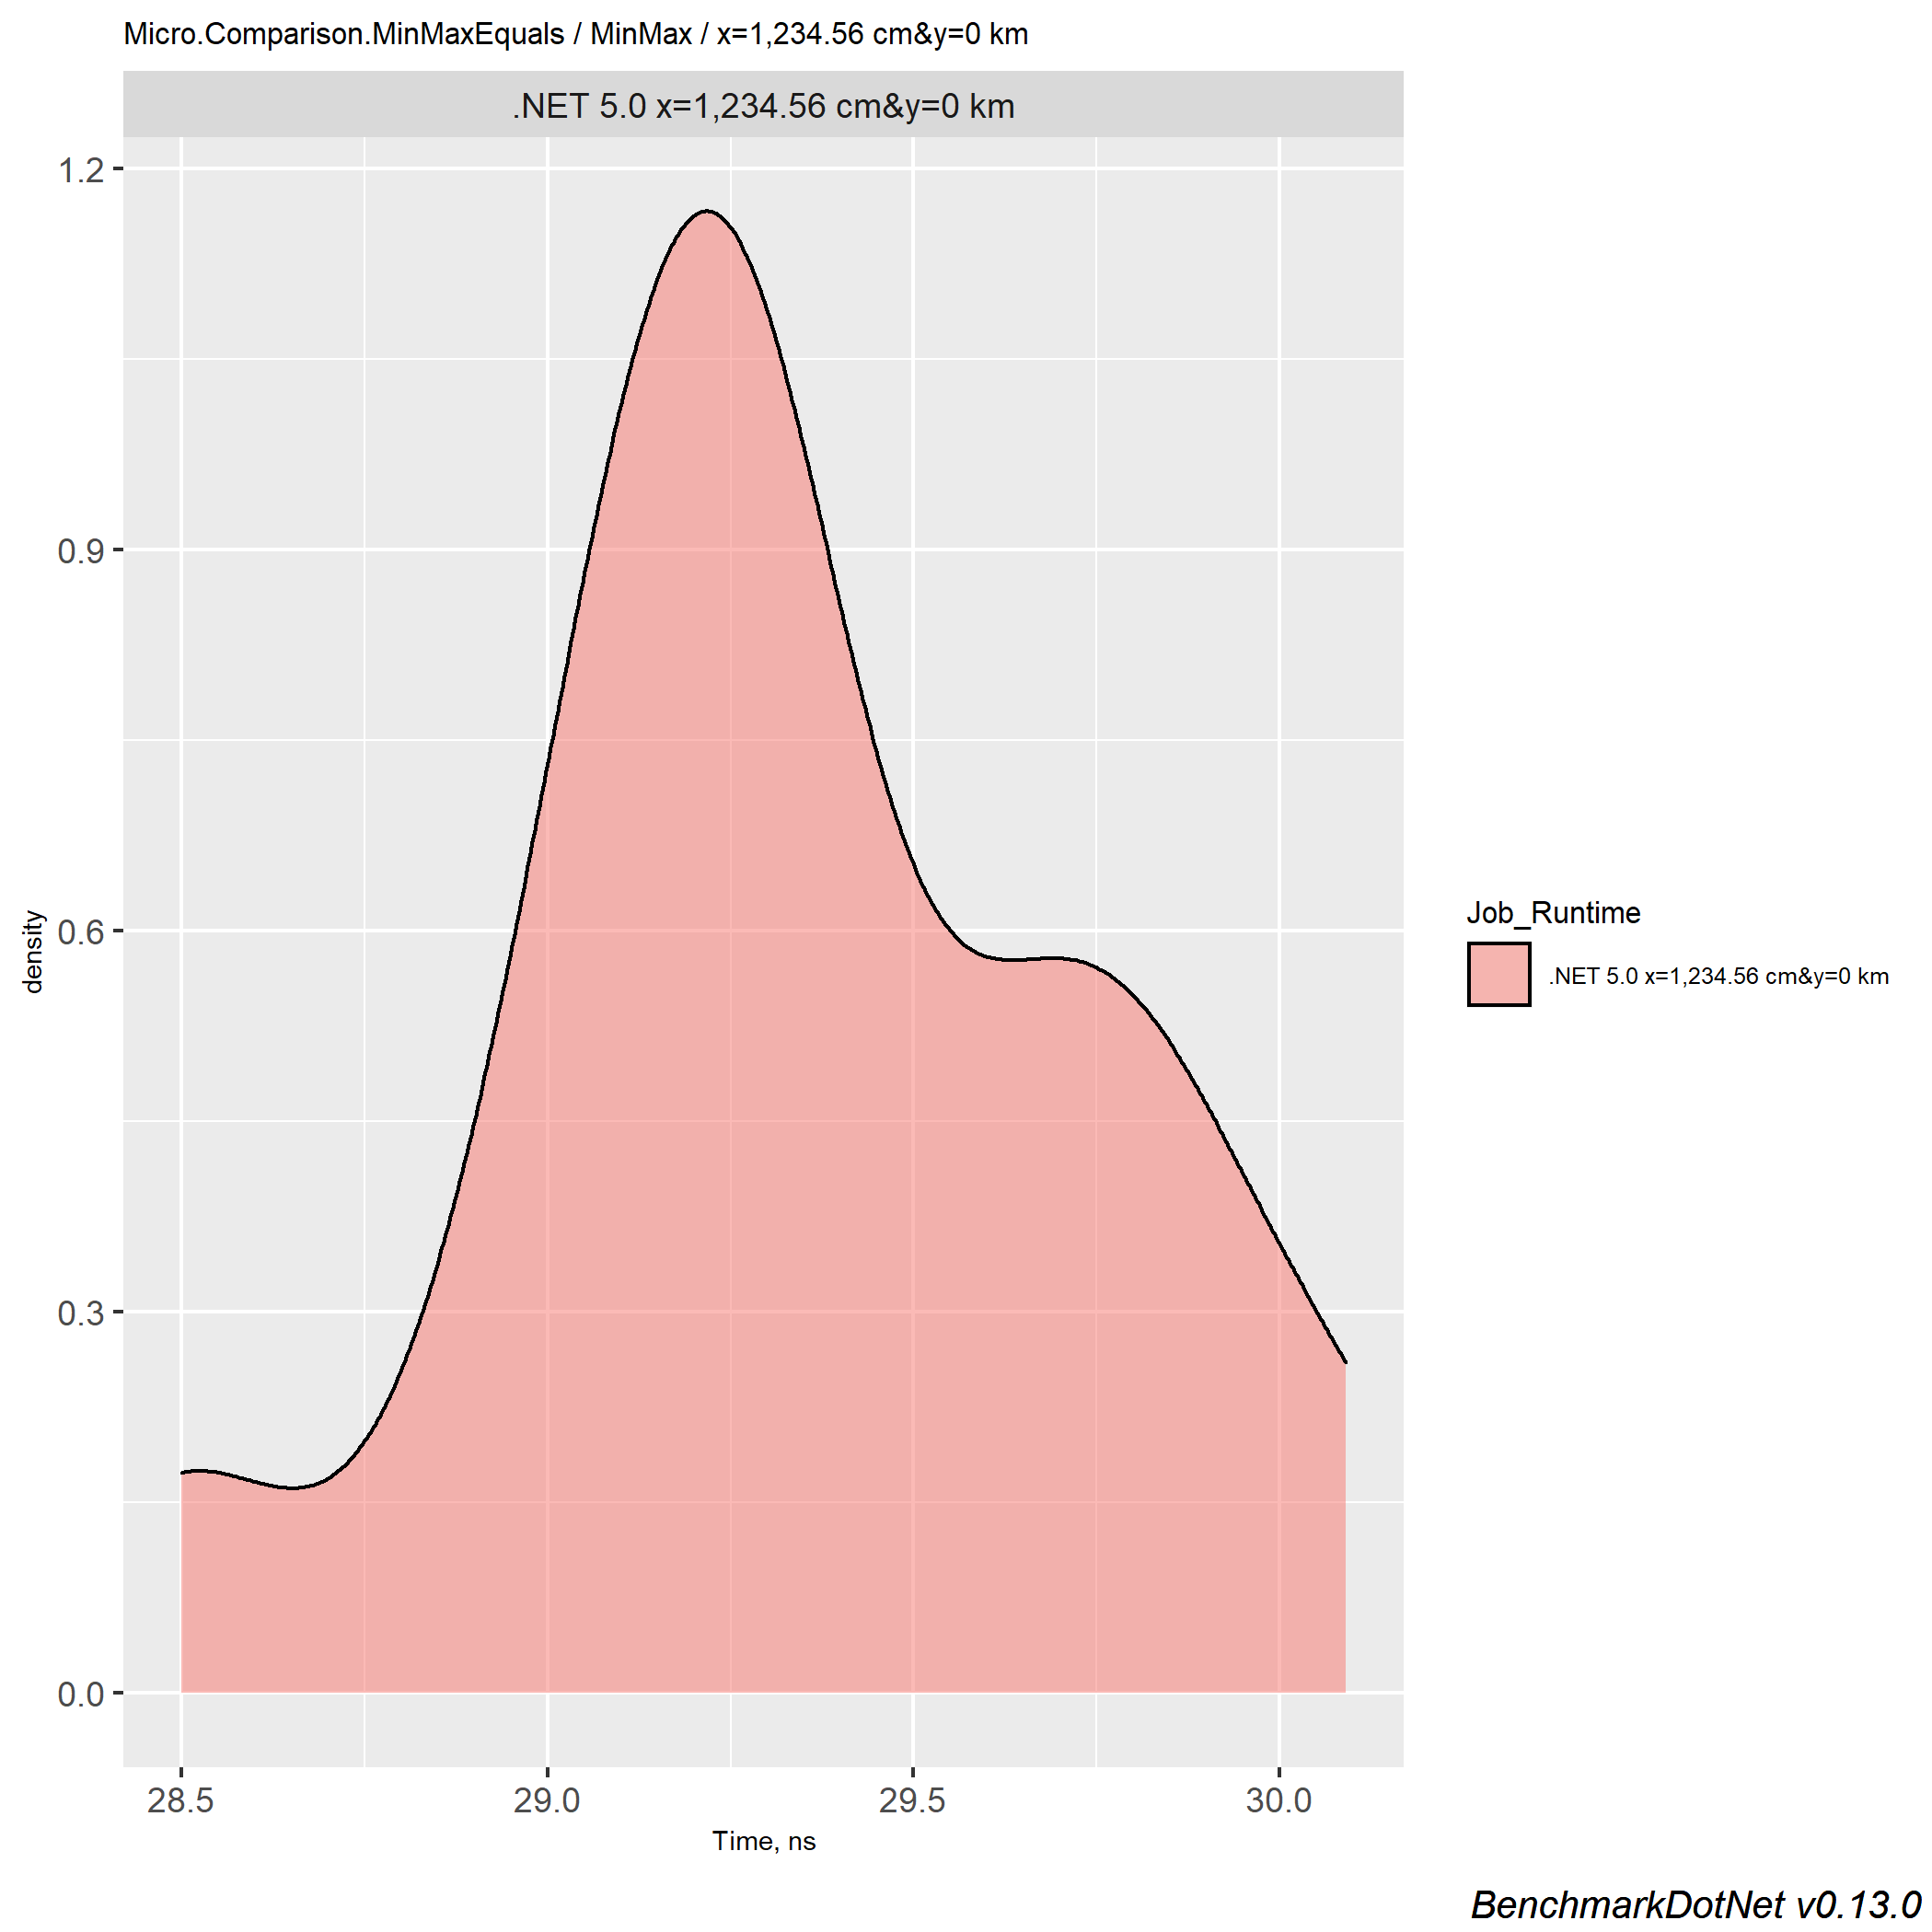 Micro.Comparison.MinMaxEquals / MinMax / x=1,234.56 cm&y=0 km
.NET 5.0 x=1,234.56 cm&y=0 km
1.2
0.9
0.6
0.3
0.0
density
28.5 29.0 29.5 30.0
Time, ns
Job_Runtime
.NET 5.0 x=1,234.56 cm&y=0 km
BenchmarkDotNet v0.13.0